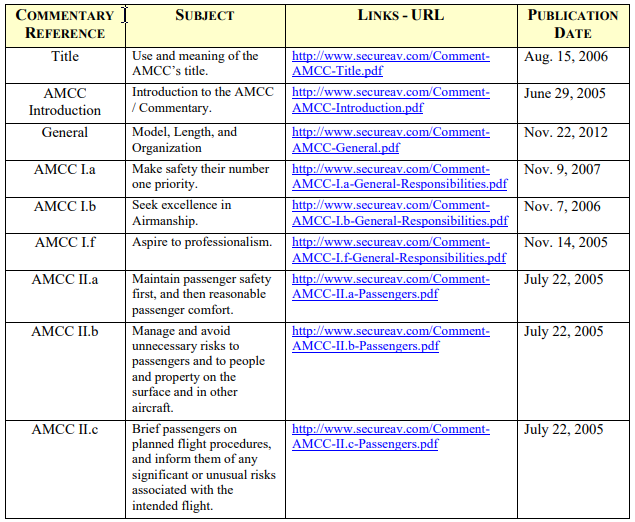 COMMENTARY REFERENCE SUBJECT LINKS - URL PUBLICATION DATE
Title Use and meaning of the AMCC’s title. http://www.secureav.com/Comment-AMCC-Title.pdf Aug. 15, 2006
AMCC Introduction Introduction to the AMCC / Commentary. http://www.secureav.com/Comment-AMCC-Introduction.pdf June 29, 2005
General Model, Length, and Organization http://www.secureav.com/Comment-AMCC-General.pdf Nov. 22, 2012
AMCC I.a Make safety their number one priority. http://www.secureav.com/Comment-AMCC-I.a-General-Responsibilities.pdf Nov. 9, 2007
AMCC I.b Seek excellence in Airmanship. http://www.secureav.com/Comment-AMCC-I.b-General-Responsibilities.pdf Nov. 7, 2006
AMCC I.f Aspire to professionalism. http://www.secureav.com/Comment-AMCC-I.f-General-Responsibilities.pdf Nov. 14, 2005
AMCC II.a Maintain passenger safety first, and then reasonable passenger comfort. http://www.secureav.com/Comment-AMCC-II.a-Passengers.pdf July 22, 2005
AMCC II.b Manage and avoid unnecessary risks to passengers and to people and property on the surface and in other aircraft. http://www.secureav.com/Comment-AMCC-II.b-Passengers.pdf July 22, 2005
AMCC II.c Brief passengers on planned flight procedures, and inform them of any significant or unusual risks associated with the intended flight. http://www.secureav.com/Comment-AMCC-II.c-Passengers.pdf July 22, 2005